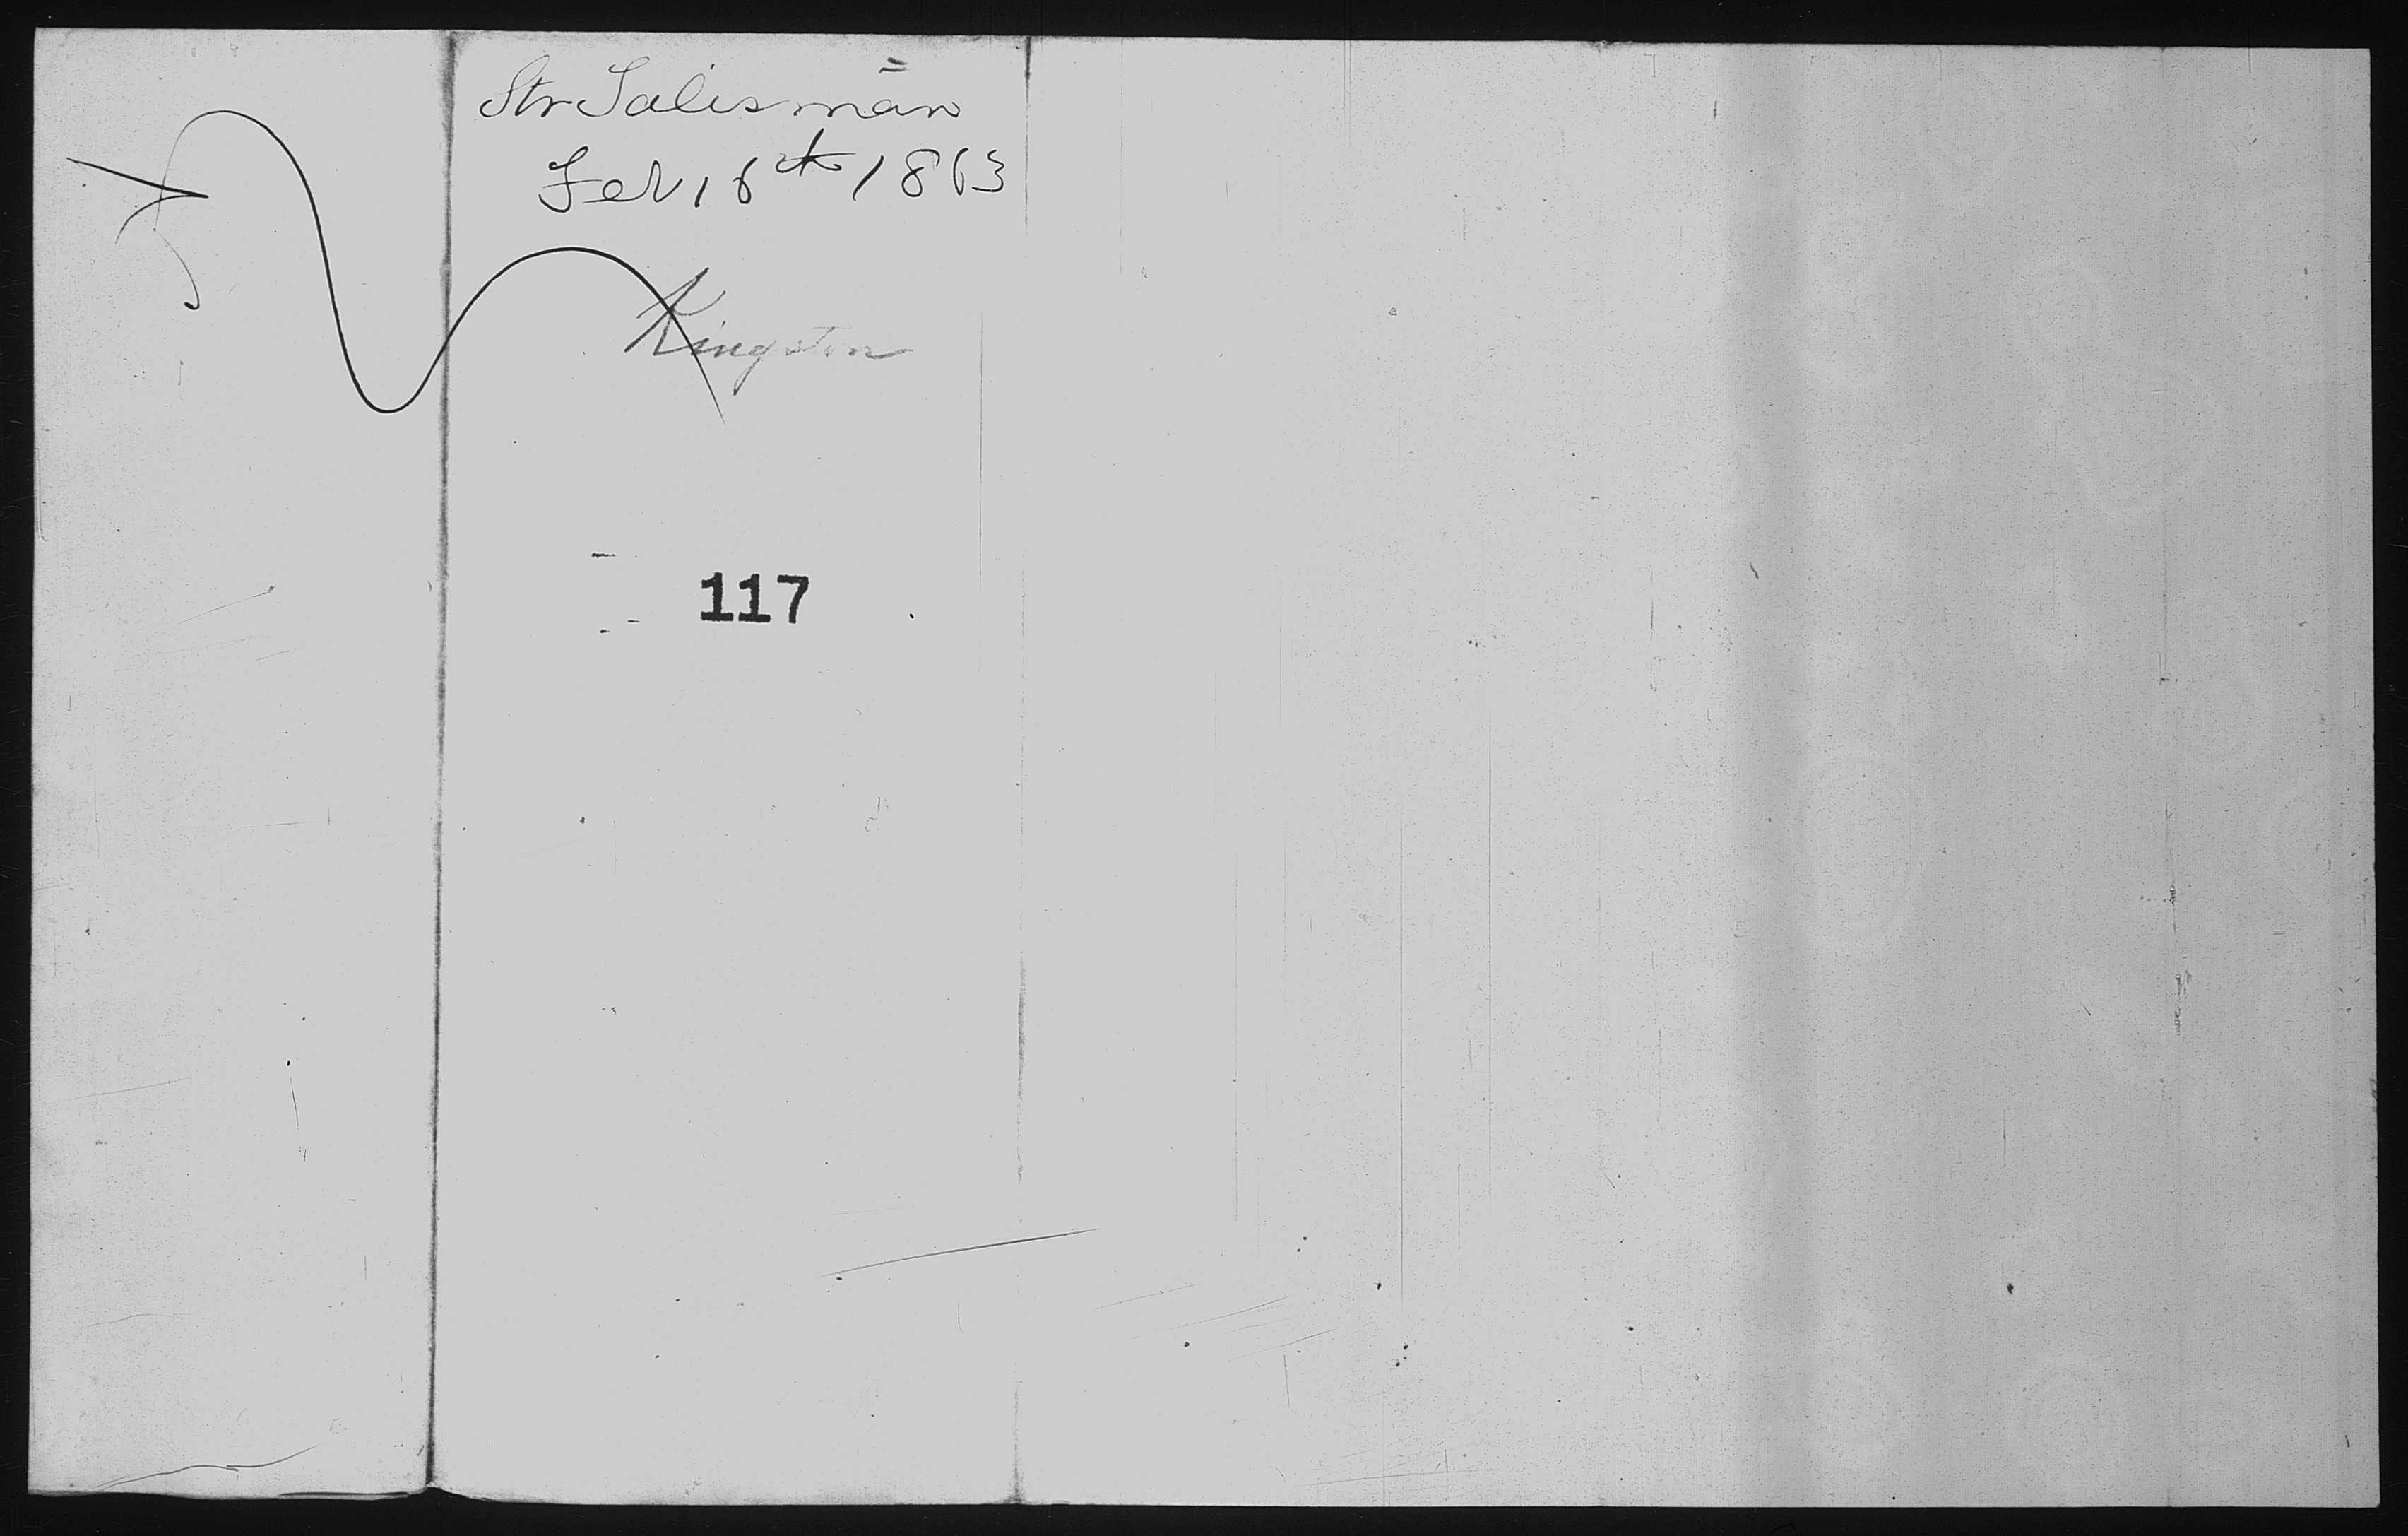 Str Talisman
Feb 16th 1863
Kingston
117